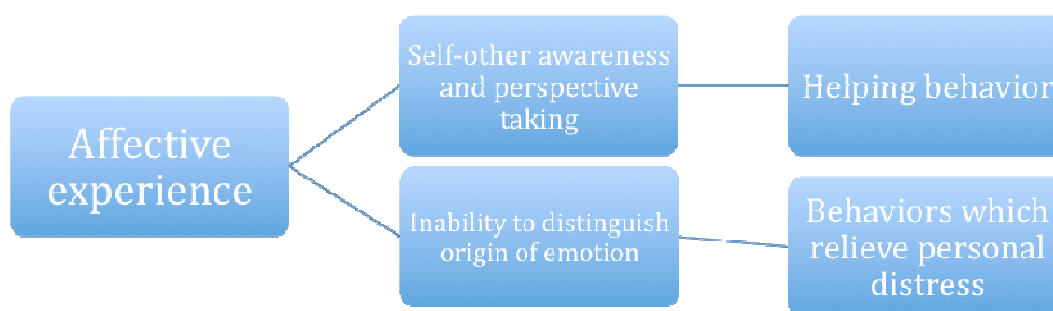 Affective
experience
Self-other awareness
and perspective
taking
Helping behavior
Inability to distinguish
origin of emotion
Behaviors which
relieve personal
distress